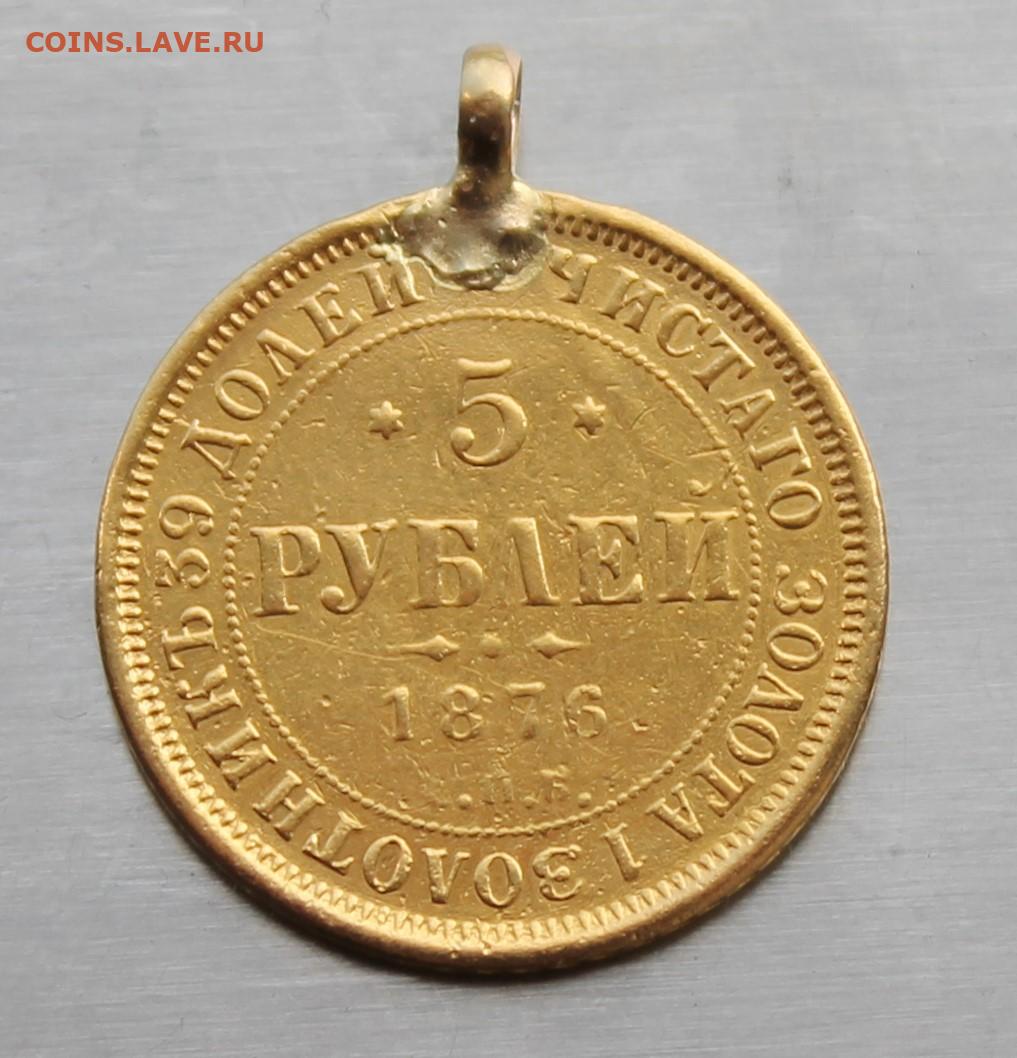 COINS.LAVE.RU
ЧИСТАГО ЗОЛОТА 1 ЗОЛОТНИКЪ 39 ДОЛЕЙ
5
РУБЛЕЙ
1876